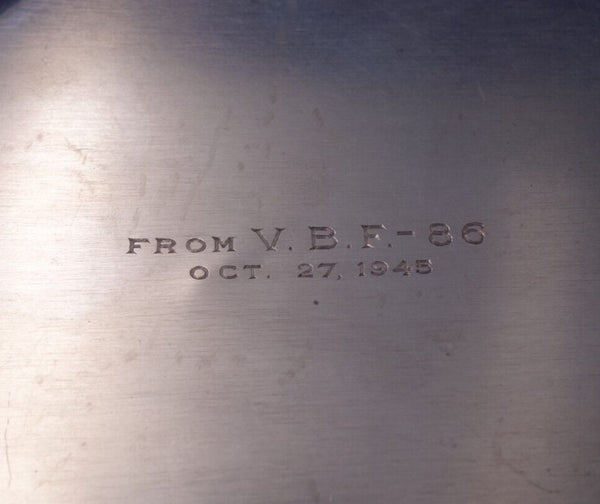 FROM V. B. F. - 86
OCT. 27, 1945